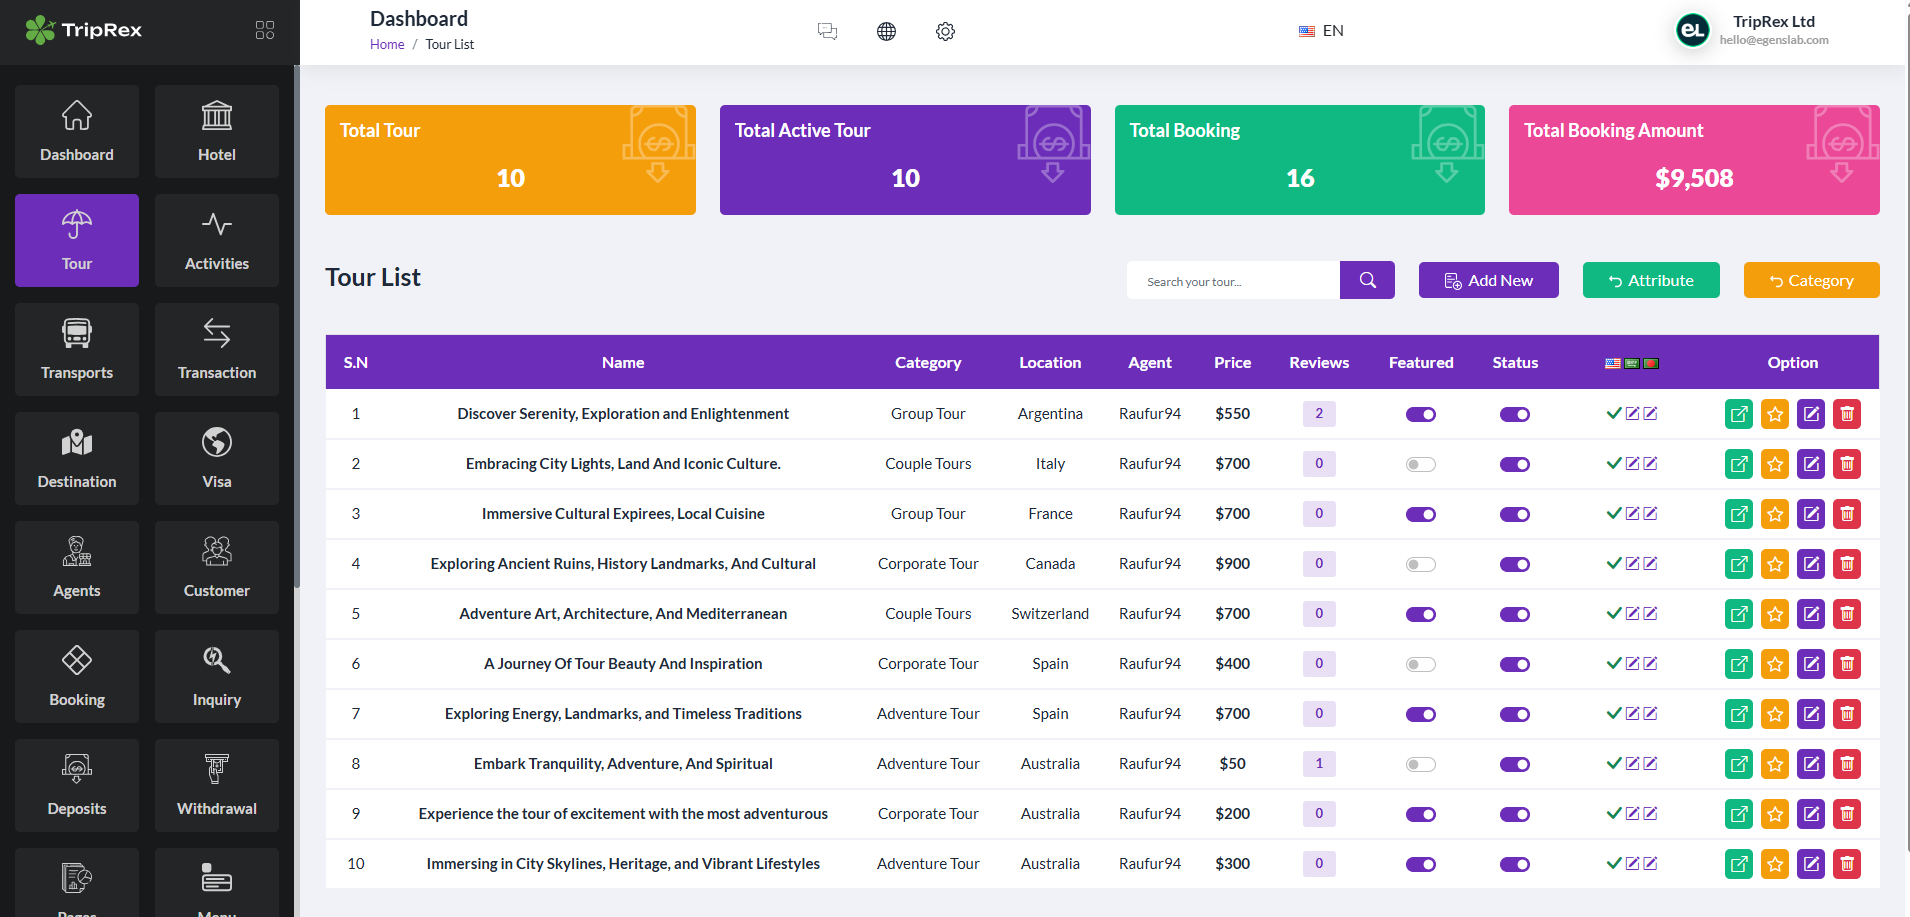 TripRex
Dashboard
Home / Tour List
EN
eL
TripRex Ltd
hello@egenslab.com
Dashboard
Hotel
Tour
Activities
Transports
Transaction
Destination
Visa
Agents
Customer
Booking
Inquiry
Deposits
Withdrawal
Pages
Menu
Total Tour
10
Total Active Tour
10
Total Booking
16
Total Booking Amount
$9,508
Tour List
Search your tour...
Add New
Attribute
Category
S.N Name Category Location Agent Price Reviews Featured Status Option
1 Discover Serenity, Exploration and Enlightenment Group Tour Argentina Raufur94 $550 2
2 Embracing City Lights, Land And Iconic Culture. Couple Tours Italy Raufur94 $700 0
3 Immersive Cultural Expirees, Local Cuisine Group Tour France Raufur94 $700 0
4 Exploring Ancient Ruins, History Landmarks, And Cultural Corporate Tour Canada Raufur94 $900 0
5 Adventure Art, Architecture, And Mediterranean Couple Tours Switzerland Raufur94 $700 0
6 A Journey Of Tour Beauty And Inspiration Corporate Tour Spain Raufur94 $400 0
7 Exploring Energy, Landmarks, and Timeless Traditions Adventure Tour Spain Raufur94 $700 0
8 Embark Tranquility, Adventure, And Spiritual Adventure Tour Australia Raufur94 $50 1
9 Experience the tour of excitement with the most adventurous Corporate Tour Australia Raufur94 $200 0
10 Immersing in City Skylines, Heritage, and Vibrant Lifestyles Adventure Tour Australia Raufur94 $300 0